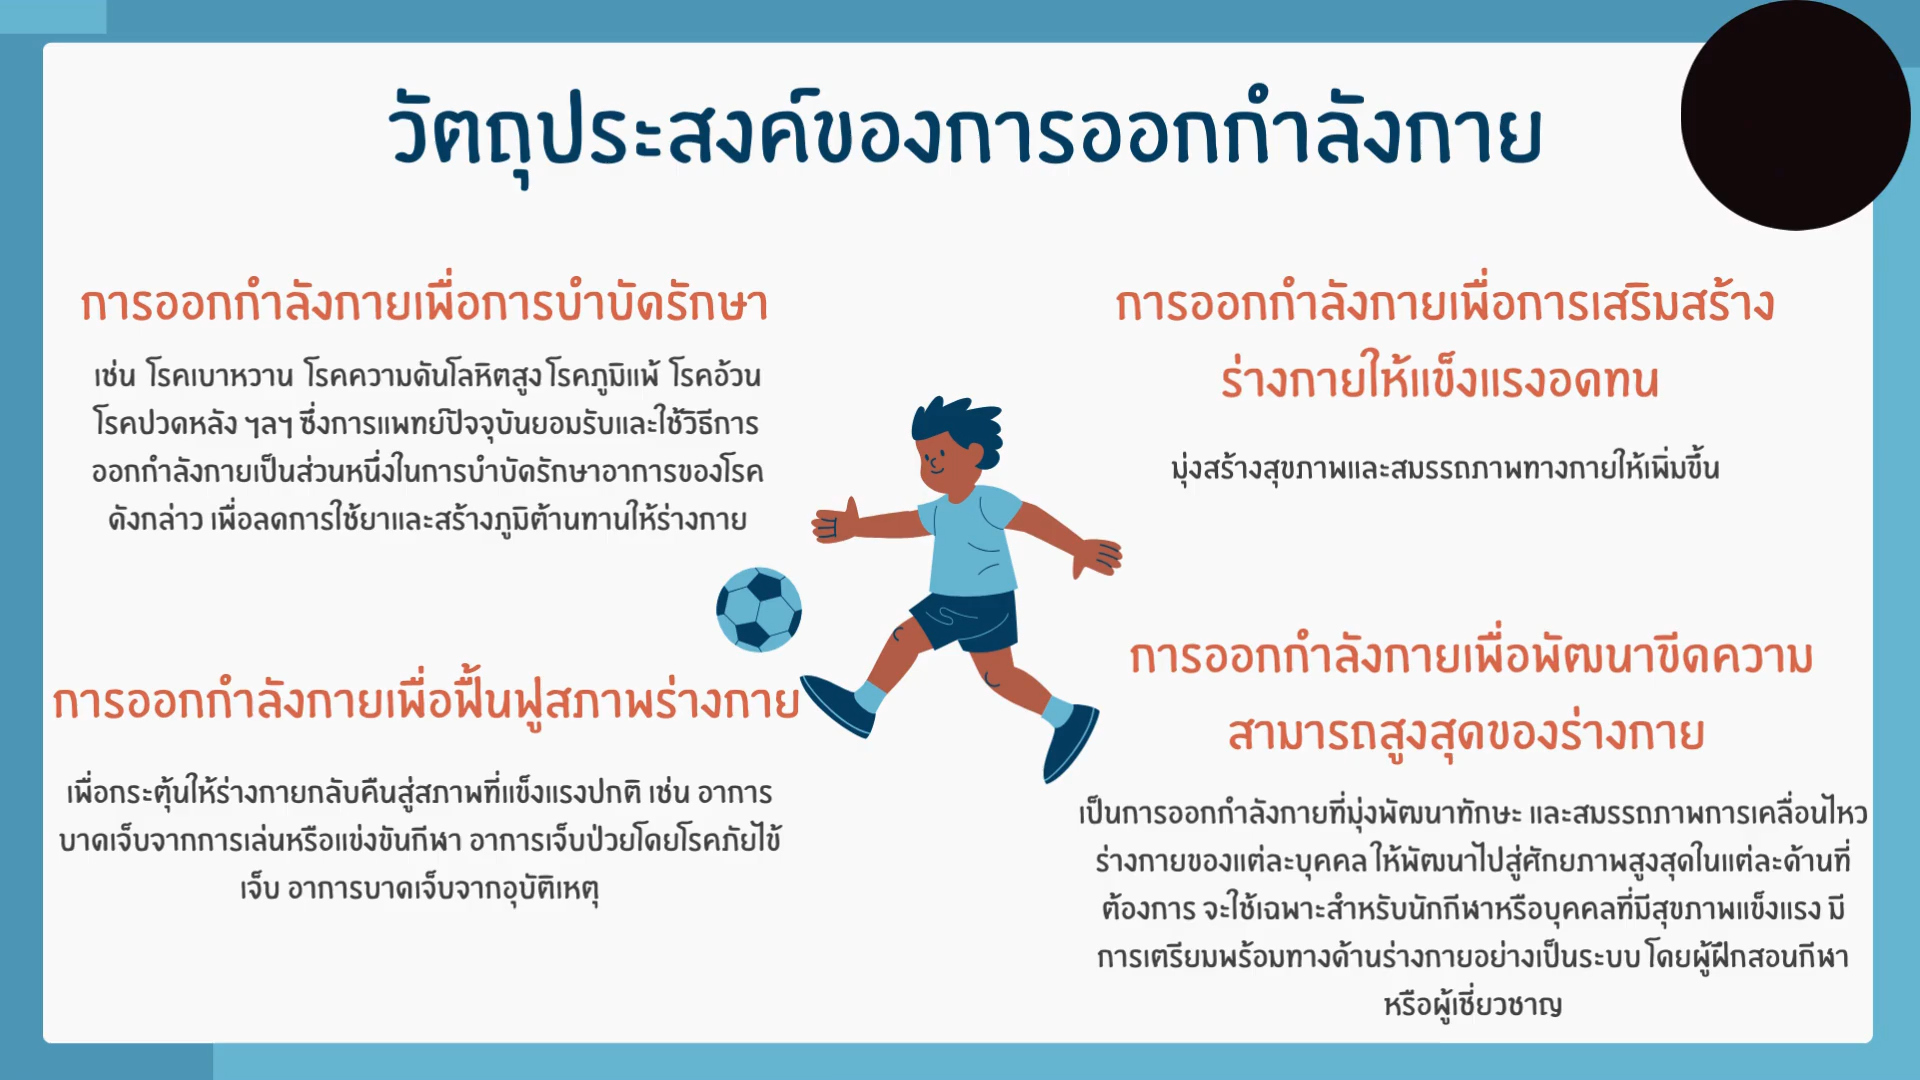 วัตถุประสงค์ของการออกกำลังกาย
การออกกำลังกายเพื่อการบำบัดรักษา
เช่น โรคเบาหวาน โรคความดันโลหิตสูง โรคภูมิแพ้ โรคอ้วน
โรคปวดหลัง ฯลฯ ซึ่งการแพทย์ปัจจุบันยอมรับและใช้วิธีการ
ออกกำลังกายเป็นส่วนหนึ่งในการบำบัดรักษาอาการของโรค
ดังกล่าว เพื่อลดการใช้ยาและสร้างภูมิต้านทานให้ร่างกาย
การออกกำลังกายเพื่อการเสริมสร้าง
ร่างกายให้แข็งแรงอดทน
มุ่งสร้างสุขภาพและสมรรถภาพทางกายให้เพิ่มขึ้น
การออกกำลังกายเพื่อฟื้นฟูสภาพร่างกาย
เพื่อกระตุ้นให้ร่างกายกลับคืนสู่สภาพที่แข็งแรงปกติ เช่น อาการ
บาดเจ็บจากการเล่นหรือแข่งขันกีฬา อาการเจ็บป่วยโดยโรคภัยไข้
เจ็บ อาการบาดเจ็บจากอุบัติเหตุ
การออกกำลังกายเพื่อพัฒนาขีดความ
สามารถสูงสุดของร่างกาย
เป็นการออกกำลังกายที่มุ่งพัฒนาทักษะ และสมรรถภาพการเคลื่อนไหว
ร่างกายของแต่ละบุคคล ให้พัฒนาไปสู่ศักยภาพสูงสุดในแต่ละด้านที่
ต้องการ จะใช้เฉพาะสำหรับนักกีฬาหรือบุคคลที่มีสุขภาพแข็งแรง มี
การเตรียมพร้อมทางด้านร่างกายอย่างเป็นระบบ โดยผู้ฝึกสอนกีฬา
หรือผู้เชี่ยวชาญ